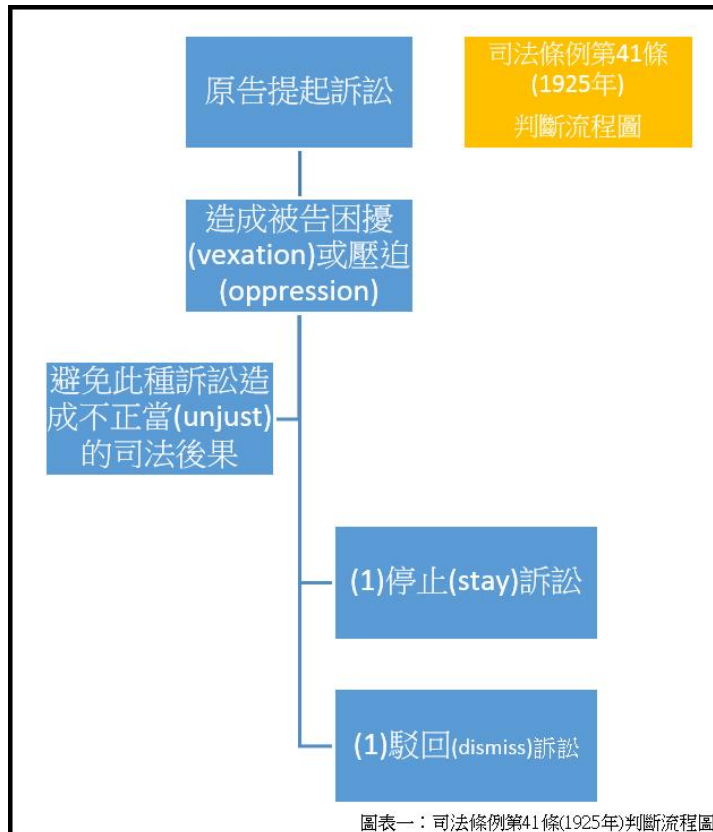 原告提起訴訟
司法條例第41條
(1925年)
判斷流程圖
造成被告困擾
(vexation)或壓迫
(oppression)
避免此種訴訟造
成不正當(unjust)
的司法後果
(1)停止(stay)訴訟
(1)駁回(dismiss)訴訟
圖表一：司法條例第41條(1925年)判斷流程圖